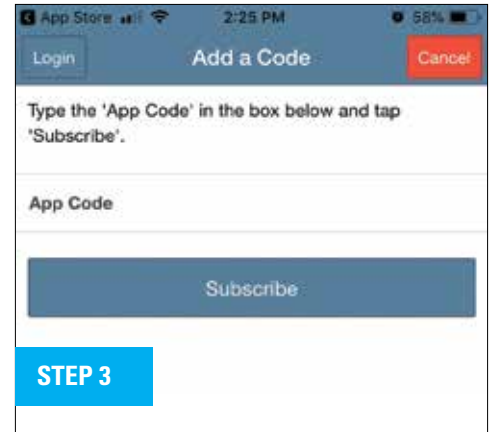 App Store 2:25 PM 58%
Login Add a Code Cancel
Type the 'App Code' in the box below and tap
'Subscribe'.
App Code
Subscribe
STEP 3